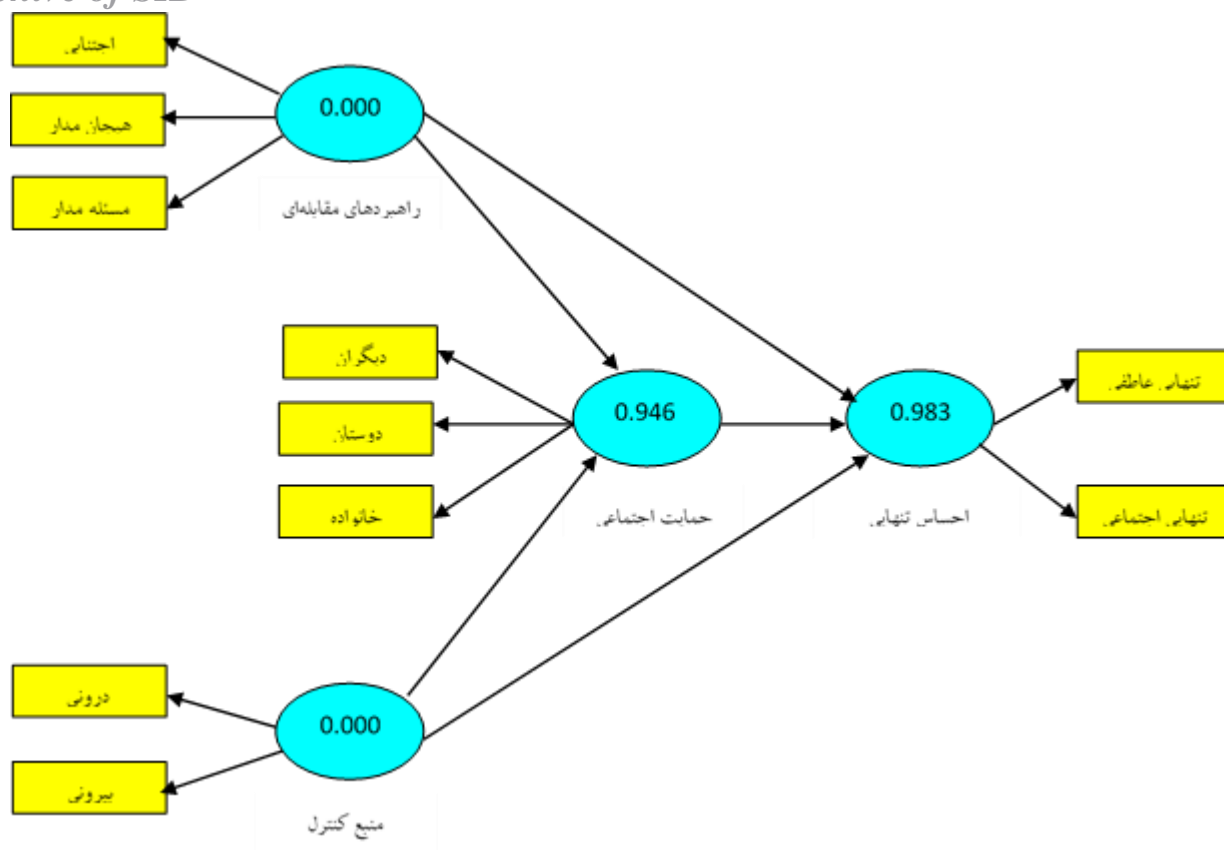 اجتنابی
0.000
هیجان مدار
مسئله مدار
راهبردهای مقابله‌ای
دیگران
تنهایی عاطفی
0.946
0.983
دوستان
خانواده
حمایت اجتماعی
احساس تنهایی
تنهایی اجتماعی
درونی
0.000
بیرونی
منبع کنترل